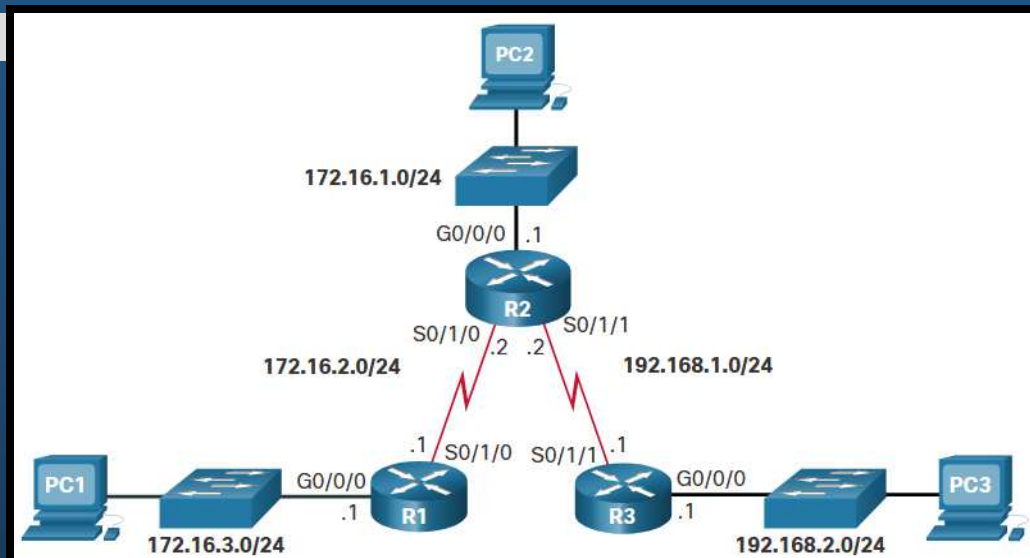 PC2
172.16.1.0/24
G0/0/0 .1
R2
S0/1/0 .2 .2 S0/1/1
172.16.2.0/24 192.168.1.0/24
.1 S0/1/0 S0/1/1 .1
PC1 G0/0/0 .1 R1 R3 G0/0/0 .1 PC3
172.16.3.0/24 192.168.2.0/24